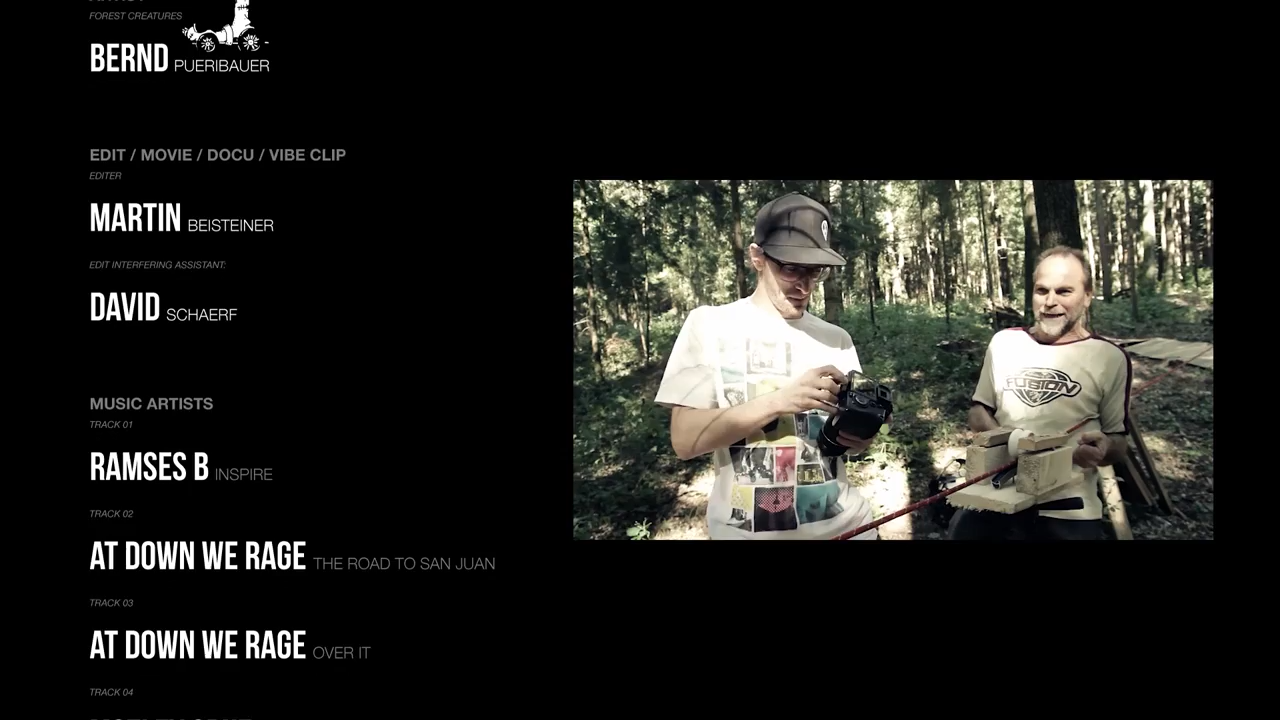 FOREST CREATURES
BERND PUERIBAUER
EDIT / MOVIE / DOCU / VIBE CLIP
EDITER
MARTIN BEISTEINER
EDIT INTERFERING ASSISTANT:
DAVID SCHAERF
MUSIC ARTISTS
TRACK 01
RAMSES B INSPIRE
TRACK 02
AT DOWN WE RAGE THE ROAD TO SAN JUAN
TRACK 03
AT DOWN WE RAGE OVER IT
TRACK 04
FUSION